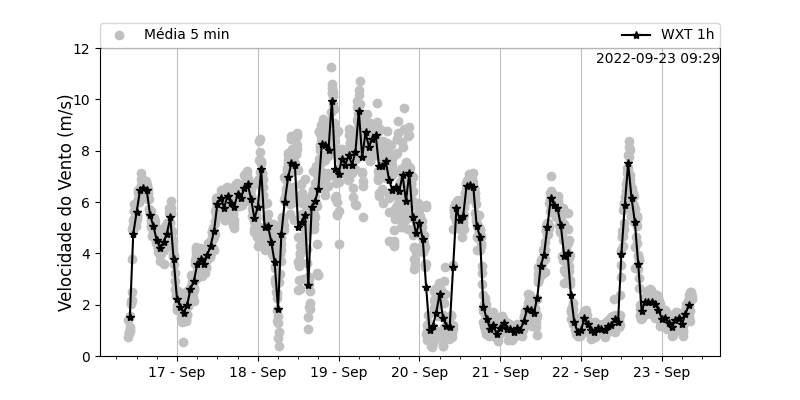 Média 5 min
WXT 1h
2022-09-23 09:29
Velocidade do Vento (m/s)
12
10
8
6
4
2
0
17 - Sep
18 - Sep
19 - Sep
20 - Sep
21 - Sep
22 - Sep
23 - Sep